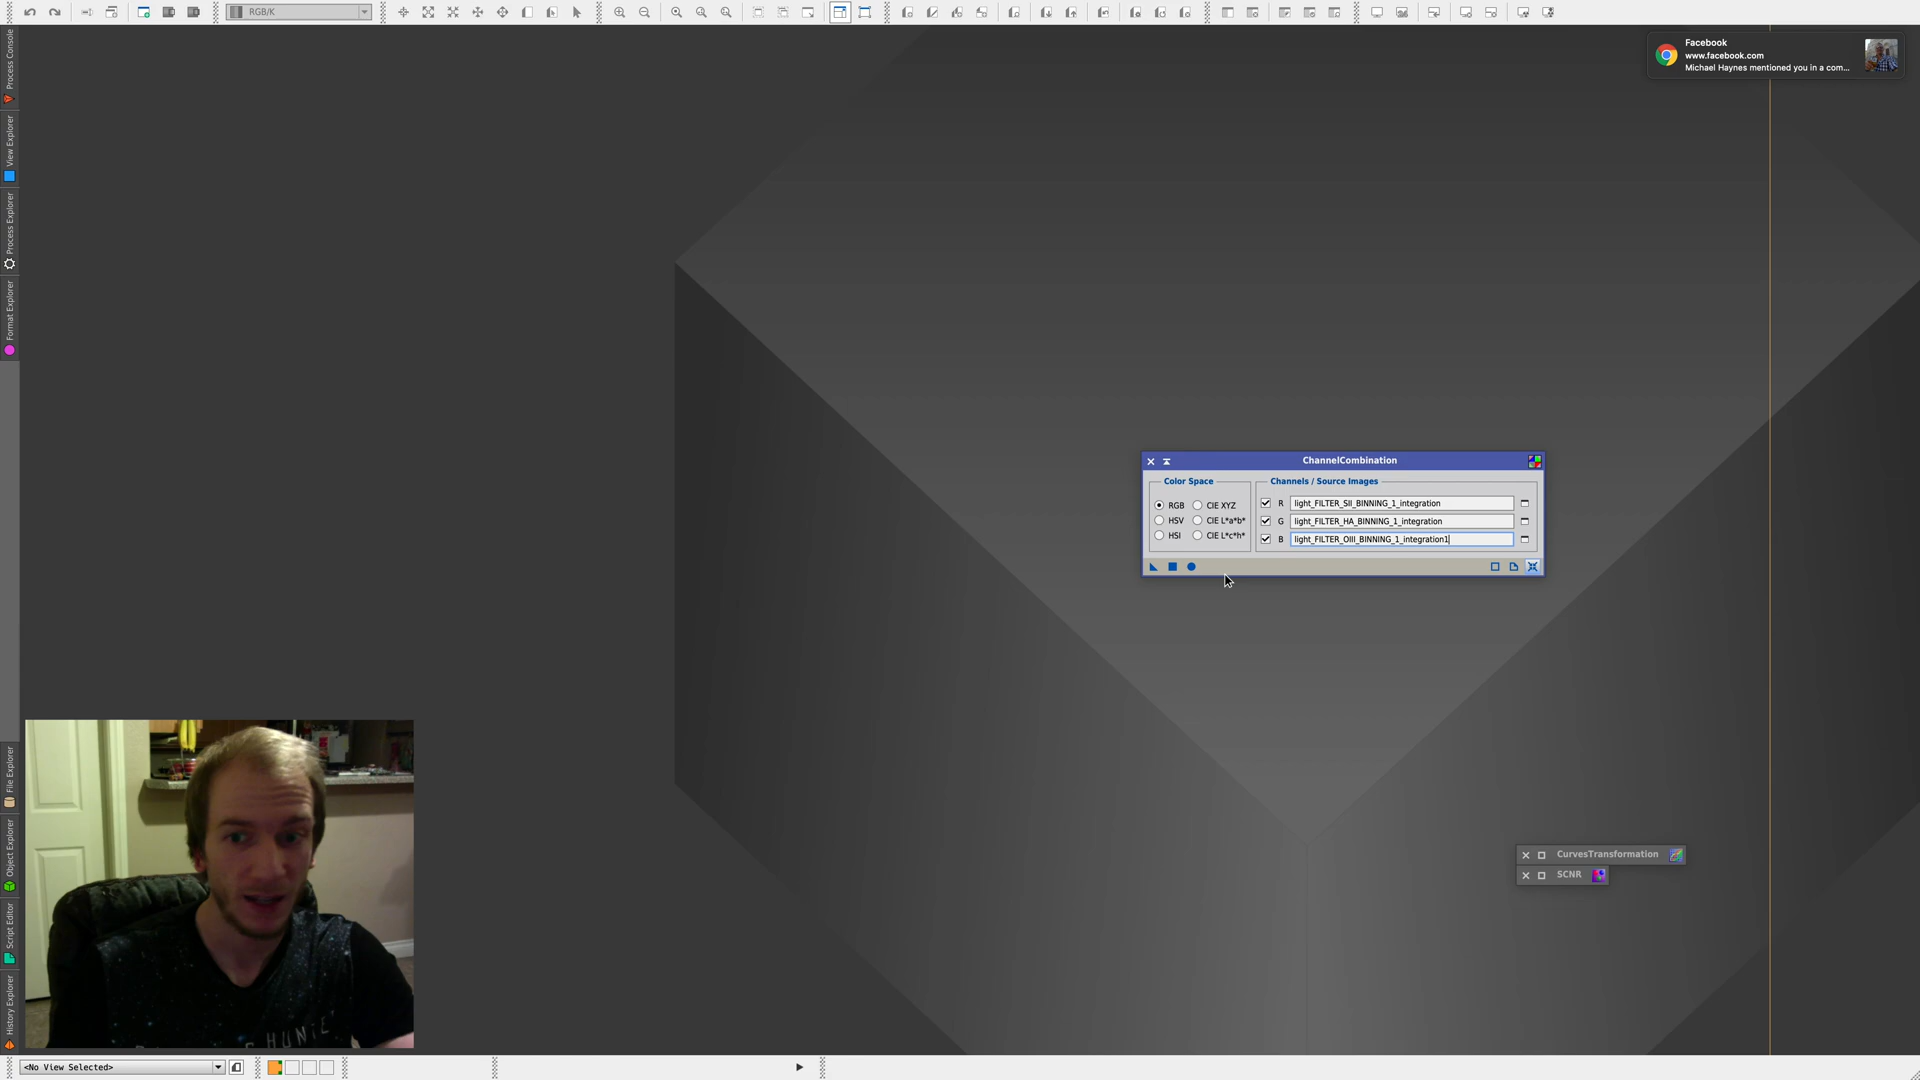 RGB/K
Process Console
View Explorer
Process Explorer
Format Explorer
File Explorer
Object Explorer
Script Editor
History Explorer
Facebook
www.facebook.com
Michael Haynes mentioned you in a com...
ChannelCombination
Color Space
RGB
CIE XYZ
HSV
CIE L*a*b*
HSI
CIE L*c*h*
Channels / Source Images
R light_FILTER_SII_BINNING_1_integration
G light_FILTER_HA_BINNING_1_integration
B light_FILTER_OIII_BINNING_1_integration1
CurvesTransformation
SCNR
<No View Selected>